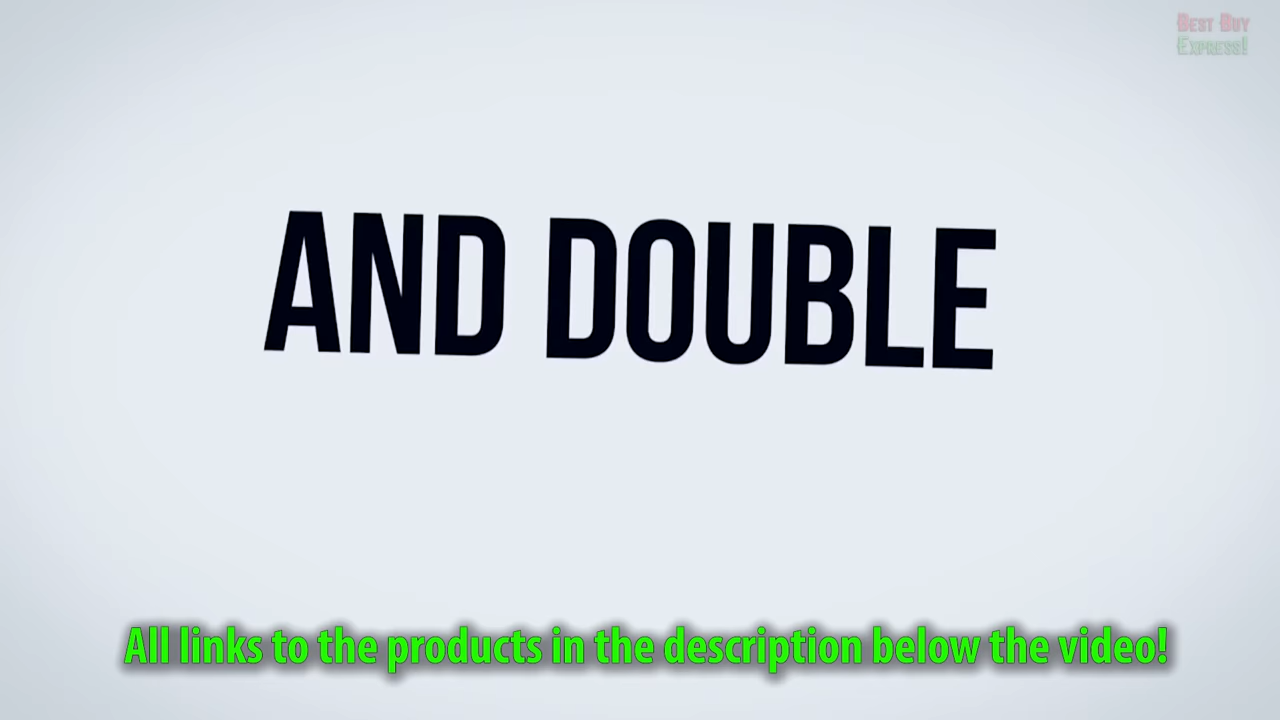 Best Buy
Express!
AND DOUBLE
All links to the products in the description below the video!